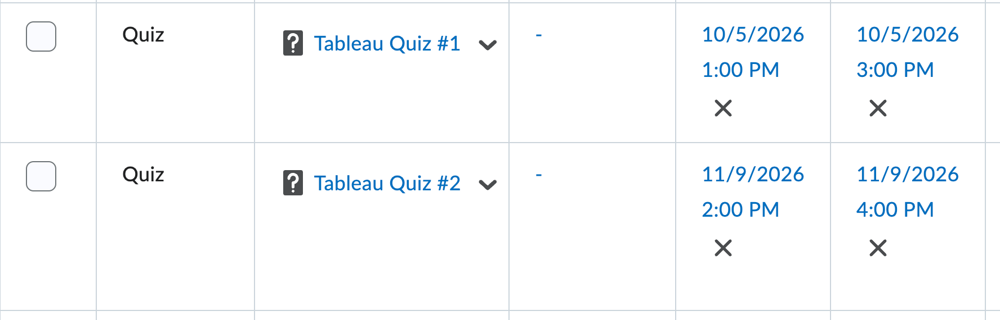 Quiz
Tableau Quiz #1
-
10/5/2026
1:00 PM
10/5/2026
3:00 PM
Quiz
Tableau Quiz #2
-
11/9/2026
2:00 PM
11/9/2026
4:00 PM